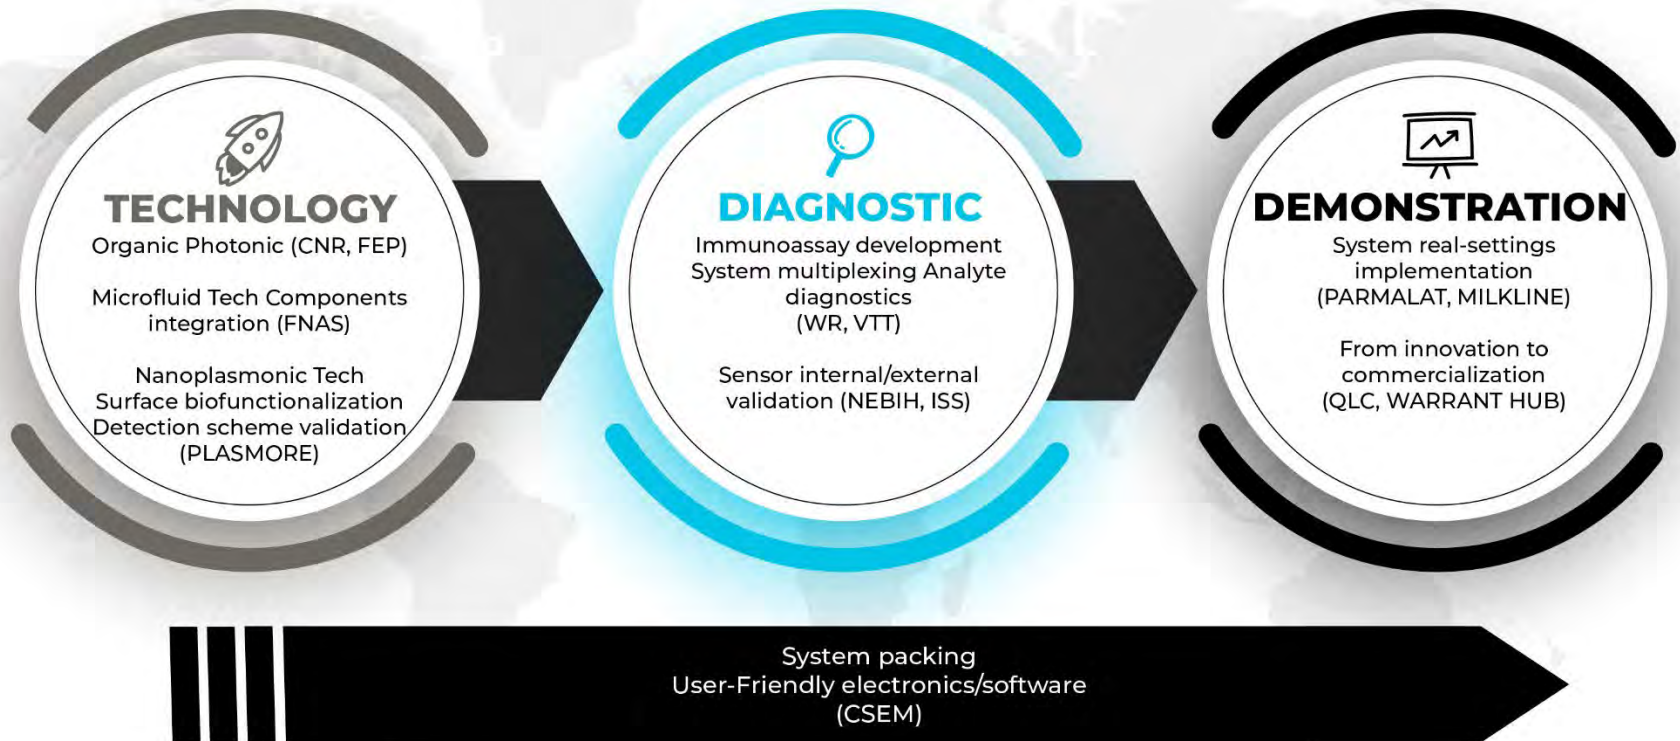 TECHNOLOGY
Organic Photonic (CNR, FEP)
Microfluid Tech Components
integration (FNAS)
Nanoplasmonic Tech
Surface biofunctionalization
Detection scheme validation
(PLASMORE)
DIAGNOSTIC
Immunoassay development
System multiplexing Analyte
diagnostics
(WR, VTT)
Sensor internal/external
validation (NEBIH, ISS)
DEMONSTRATION
System real-settings
implementation
(PARMALAT, MILKLINE)
From innovation to
commercialization
(QLC, WARRANT HUB)
System packing
User-Friendly electronics/software
(CSEM)